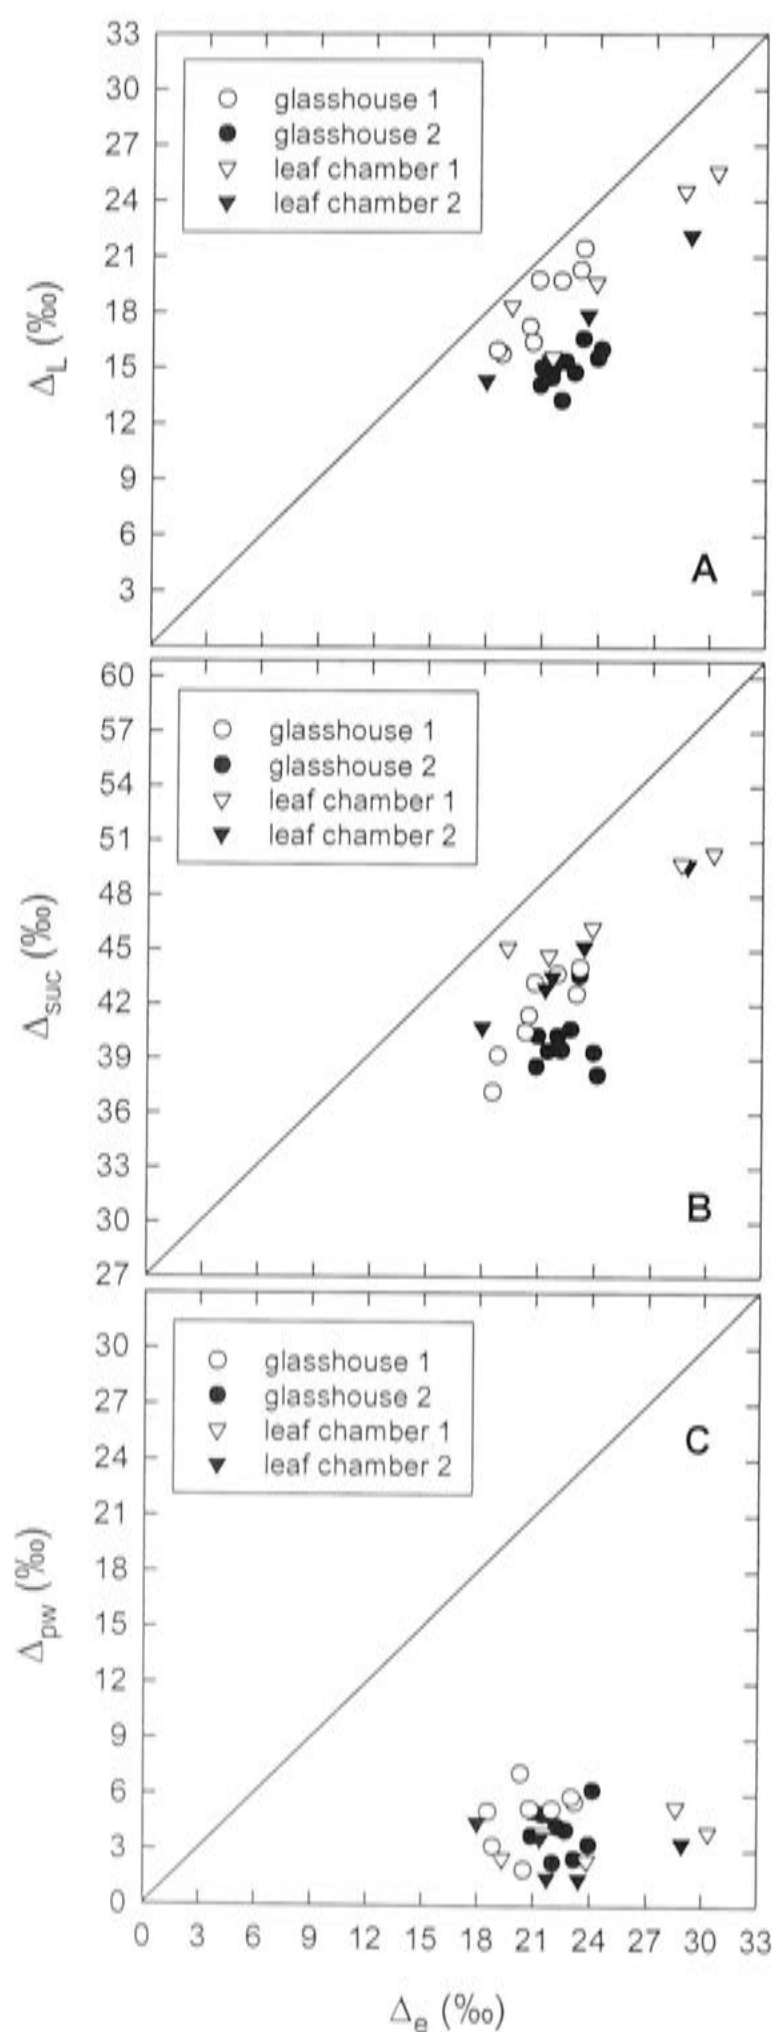 33
30
27
24
21
18
15
12
9
6
3
ΔL (‰)
glasshouse 1
glasshouse 2
leaf chamber 1
leaf chamber 2
A
60
57
54
51
48
45
42
39
36
33
30
27
Δsuc (‰)
glasshouse 1
glasshouse 2
leaf chamber 1
leaf chamber 2
B
30
27
24
21
18
15
12
9
6
3
0
Δpw (‰)
glasshouse 1
glasshouse 2
leaf chamber 1
leaf chamber 2
C
0 3 6 9 12 15 18 21 24 27 30 33
Δe (‰)